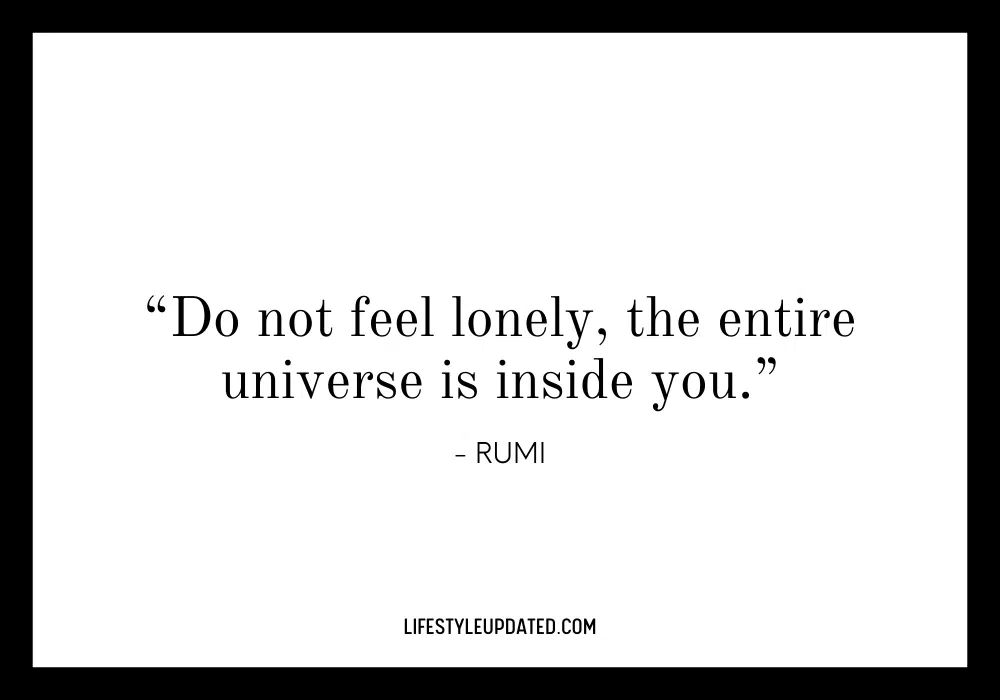 “Do not feel lonely, the entire
universe is inside you.”
- RUMI
LIFESTYLEUPDATED.COM